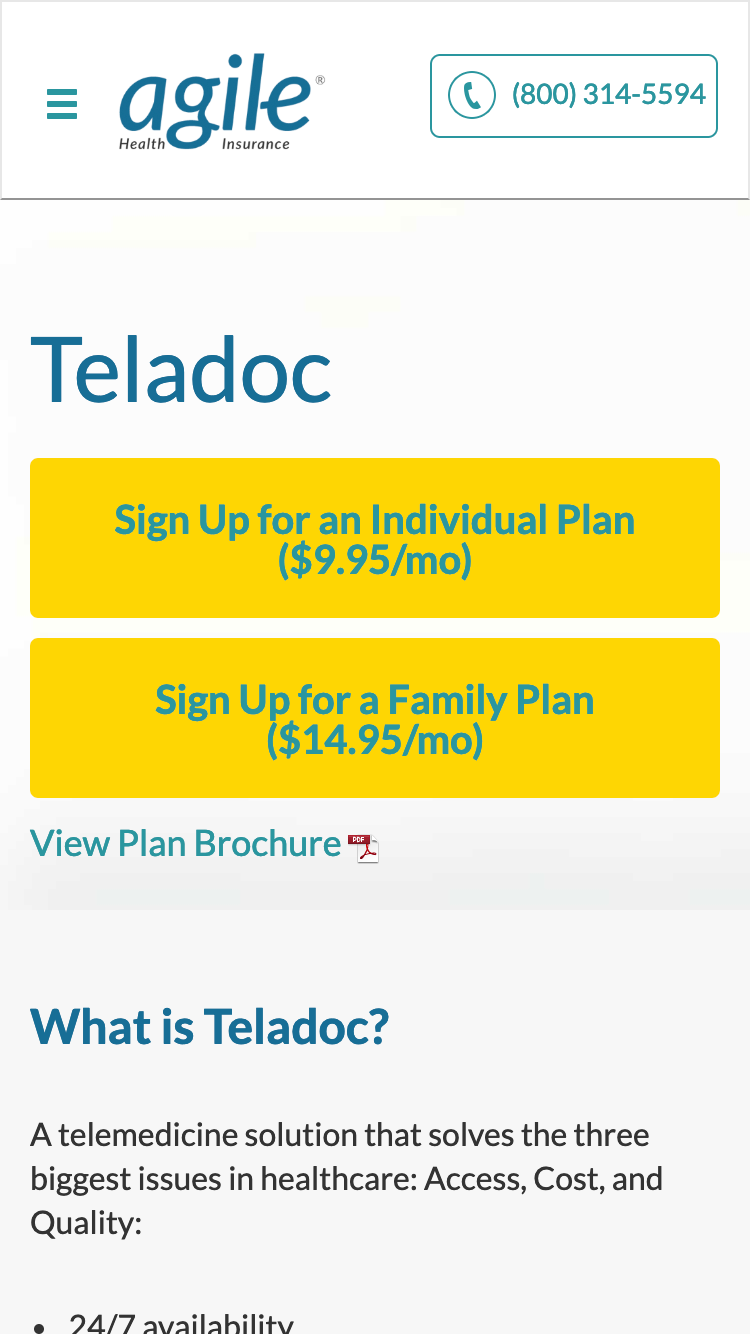 agile®
Health Insurance
(800) 314-5594
Teladoc
Sign Up for an Individual Plan
($9.95/mo)
Sign Up for a Family Plan
($14.95/mo)
View Plan Brochure PDF
What is Teladoc?
A telemedicine solution that solves the three
biggest issues in healthcare: Access, Cost, and
Quality:
• 24/7 availability